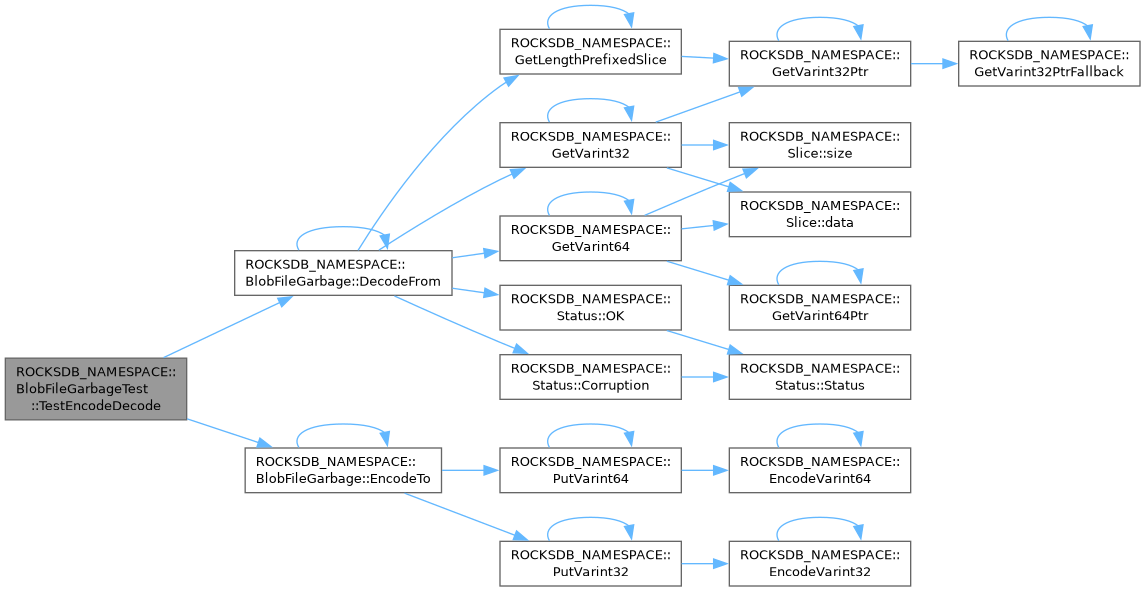 ROCKSDB_NAMESPACE::
BlobFileGarbageTest
::TestEncodeDecode
ROCKSDB_NAMESPACE::
BlobFileGarbage::DecodeFrom
ROCKSDB_NAMESPACE::
BlobFileGarbage::EncodeTo
ROCKSDB_NAMESPACE::
GetLengthPrefixedSlice
ROCKSDB_NAMESPACE::
GetVarint32
ROCKSDB_NAMESPACE::
GetVarint64
ROCKSDB_NAMESPACE::
Status::OK
ROCKSDB_NAMESPACE::
Status::Corruption
ROCKSDB_NAMESPACE::
PutVarint64
ROCKSDB_NAMESPACE::
PutVarint32
ROCKSDB_NAMESPACE::
GetVarint32Ptr
ROCKSDB_NAMESPACE::
Slice::size
ROCKSDB_NAMESPACE::
Slice::data
ROCKSDB_NAMESPACE::
GetVarint64Ptr
ROCKSDB_NAMESPACE::
Status::Status
ROCKSDB_NAMESPACE::
EncodeVarint64
ROCKSDB_NAMESPACE::
EncodeVarint32
ROCKSDB_NAMESPACE::
GetVarint32PtrFallback